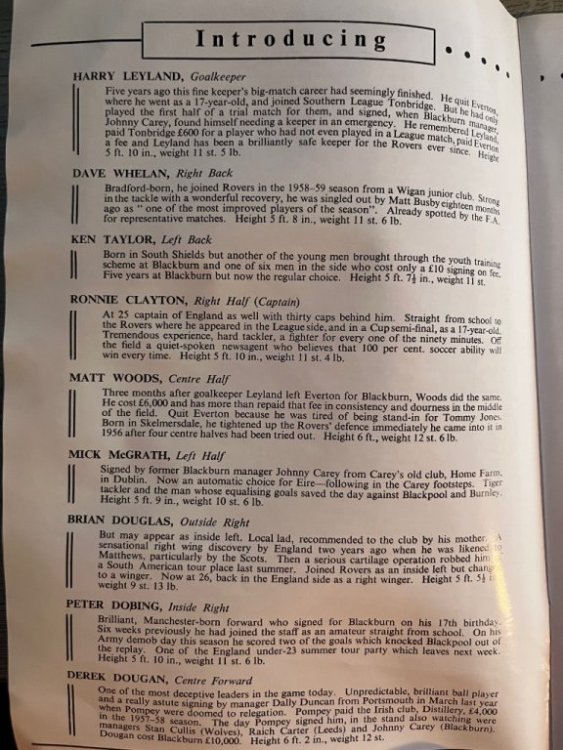 Introducing
HARRY LEYLAND, Goalkeeper
Five years ago this fine keeper's big-match career had seemingly finished. He quit Everton,
where he went as a 17-year-old, and joined Southern League Tonbridge. But he had only
played the first half of a trial match for them, and signed, when Blackburn manager,
Johnny Carey, found himself needing a keeper in an emergency. He remembered Leyland,
paid Tonbridge £600 for a player who had not even played in a League match, paid Everton
a fee and Leyland has been a brilliantly safe keeper for the Rovers ever since. Height
5 ft. 10 in., weight 11 st. 5 lb.
DAVE WHELAN, Right Back
Bradford-born, he joined Rovers in the 1958-59 season from a Wigan junior club. Strong
in the tackle with a wonderful recovery, he was singled out by Matt Busby eighteen months
ago as " one of the most improved players of the season". Already spotted by the F.A.
for representative matches. Height 5 ft. 8 in., weight 11 st. 6 lb.
KEN TAYLOR, Left Back
Born in South Shields but another of the young men brought through the youth training
scheme at Blackburn and one of six men in the side who cost only a £10 signing on fee.
Five years at Blackburn but now the regular choice. Height 5 ft. 7½ in., weight 11 st.
RONNIE CLAYTON, Right Half (Captain)
At 25 captain of England as well with thirty caps behind him. Straight from school to
the Rovers where he appeared in the League side, and in a Cup semi-final, as a 17-year-old.
Tremendous experience, hard tackler, a fighter for every one of the ninety minutes. Off
the field a quiet-spoken newsagent who believes that 100 per cent. soccer ability will
win every time. Height 5 ft. 10 in., weight 11 st. 4 lb.
MATT WOODS, Centre Half
Three months after goalkeeper Leyland left Everton for Blackburn, Woods did the same.
He cost £6,000 and has more than repaid that fee in consistency and dourness in the middle
of the field. Quit Everton because he was tired of being stand-in for Tommy Jones.
Born in Skelmersdale, he tightened up the Rovers' defence immediately he came into it in
1956 after four centre halves had been tried out. Height 6 ft., weight 12 st. 6 lb.
MICK McGRATH, Left Half
Signed by former Blackburn manager Johnny Carey from Carey's old club, Home Farm,
in Dublin. Now an automatic choice for Eire—following in the Carey footsteps. Tiger
tackler and the man whose equalising goals saved the day against Blackpool and Burnley.
Height 5 ft. 9 in., weight 10 st. 6 lb.
BRIAN DOUGLAS, Outside Right
But may appear as inside left. Local lad, recommended to the club by his mother. A
sensational right wing discovery by England two years ago when he was likened to
Matthews, particularly by the Scots. Then a serious cartilage operation robbed him
a South American tour place last summer. Joined Rovers as an inside left but
to a winger. Now at 26, back in the England side as a right winger. Height 5 ft. 5½
weight 9 st. 13 lb.
PETER DOBING, Inside Right
Brilliant, Manchester-born forward who signed for Blackburn on his 17th birthday.
Six weeks previously he had joined the staff as an amateur straight from school. On his
Army demob day this season he scored two of the goals which knocked Blackpool out of
the replay. One of the England under-23 summer tour party which leaves next week.
Height 5 ft. 10 in., weight 11 st. 6 lb.
DEREK DOUGAN, Centre Forward
One of the most deceptive leaders in the game today. Unpredictable, brilliant ball player
and a really astute signing by manager Dally Duncan from Portsmouth in March last year
when Pompey were doomed to relegation. Pompey paid the Irish club, Distillery, £4,000
in the 1957-58 season. The day Pompey signed him, in the stand also watching were
managers Stan Cullis (Wolves), Raich Carter (Leeds) and Johnny Carey (Blackburn).
Dougan cost Blackburn £10,000. Height 6 ft. 2 in., weight 12 st.